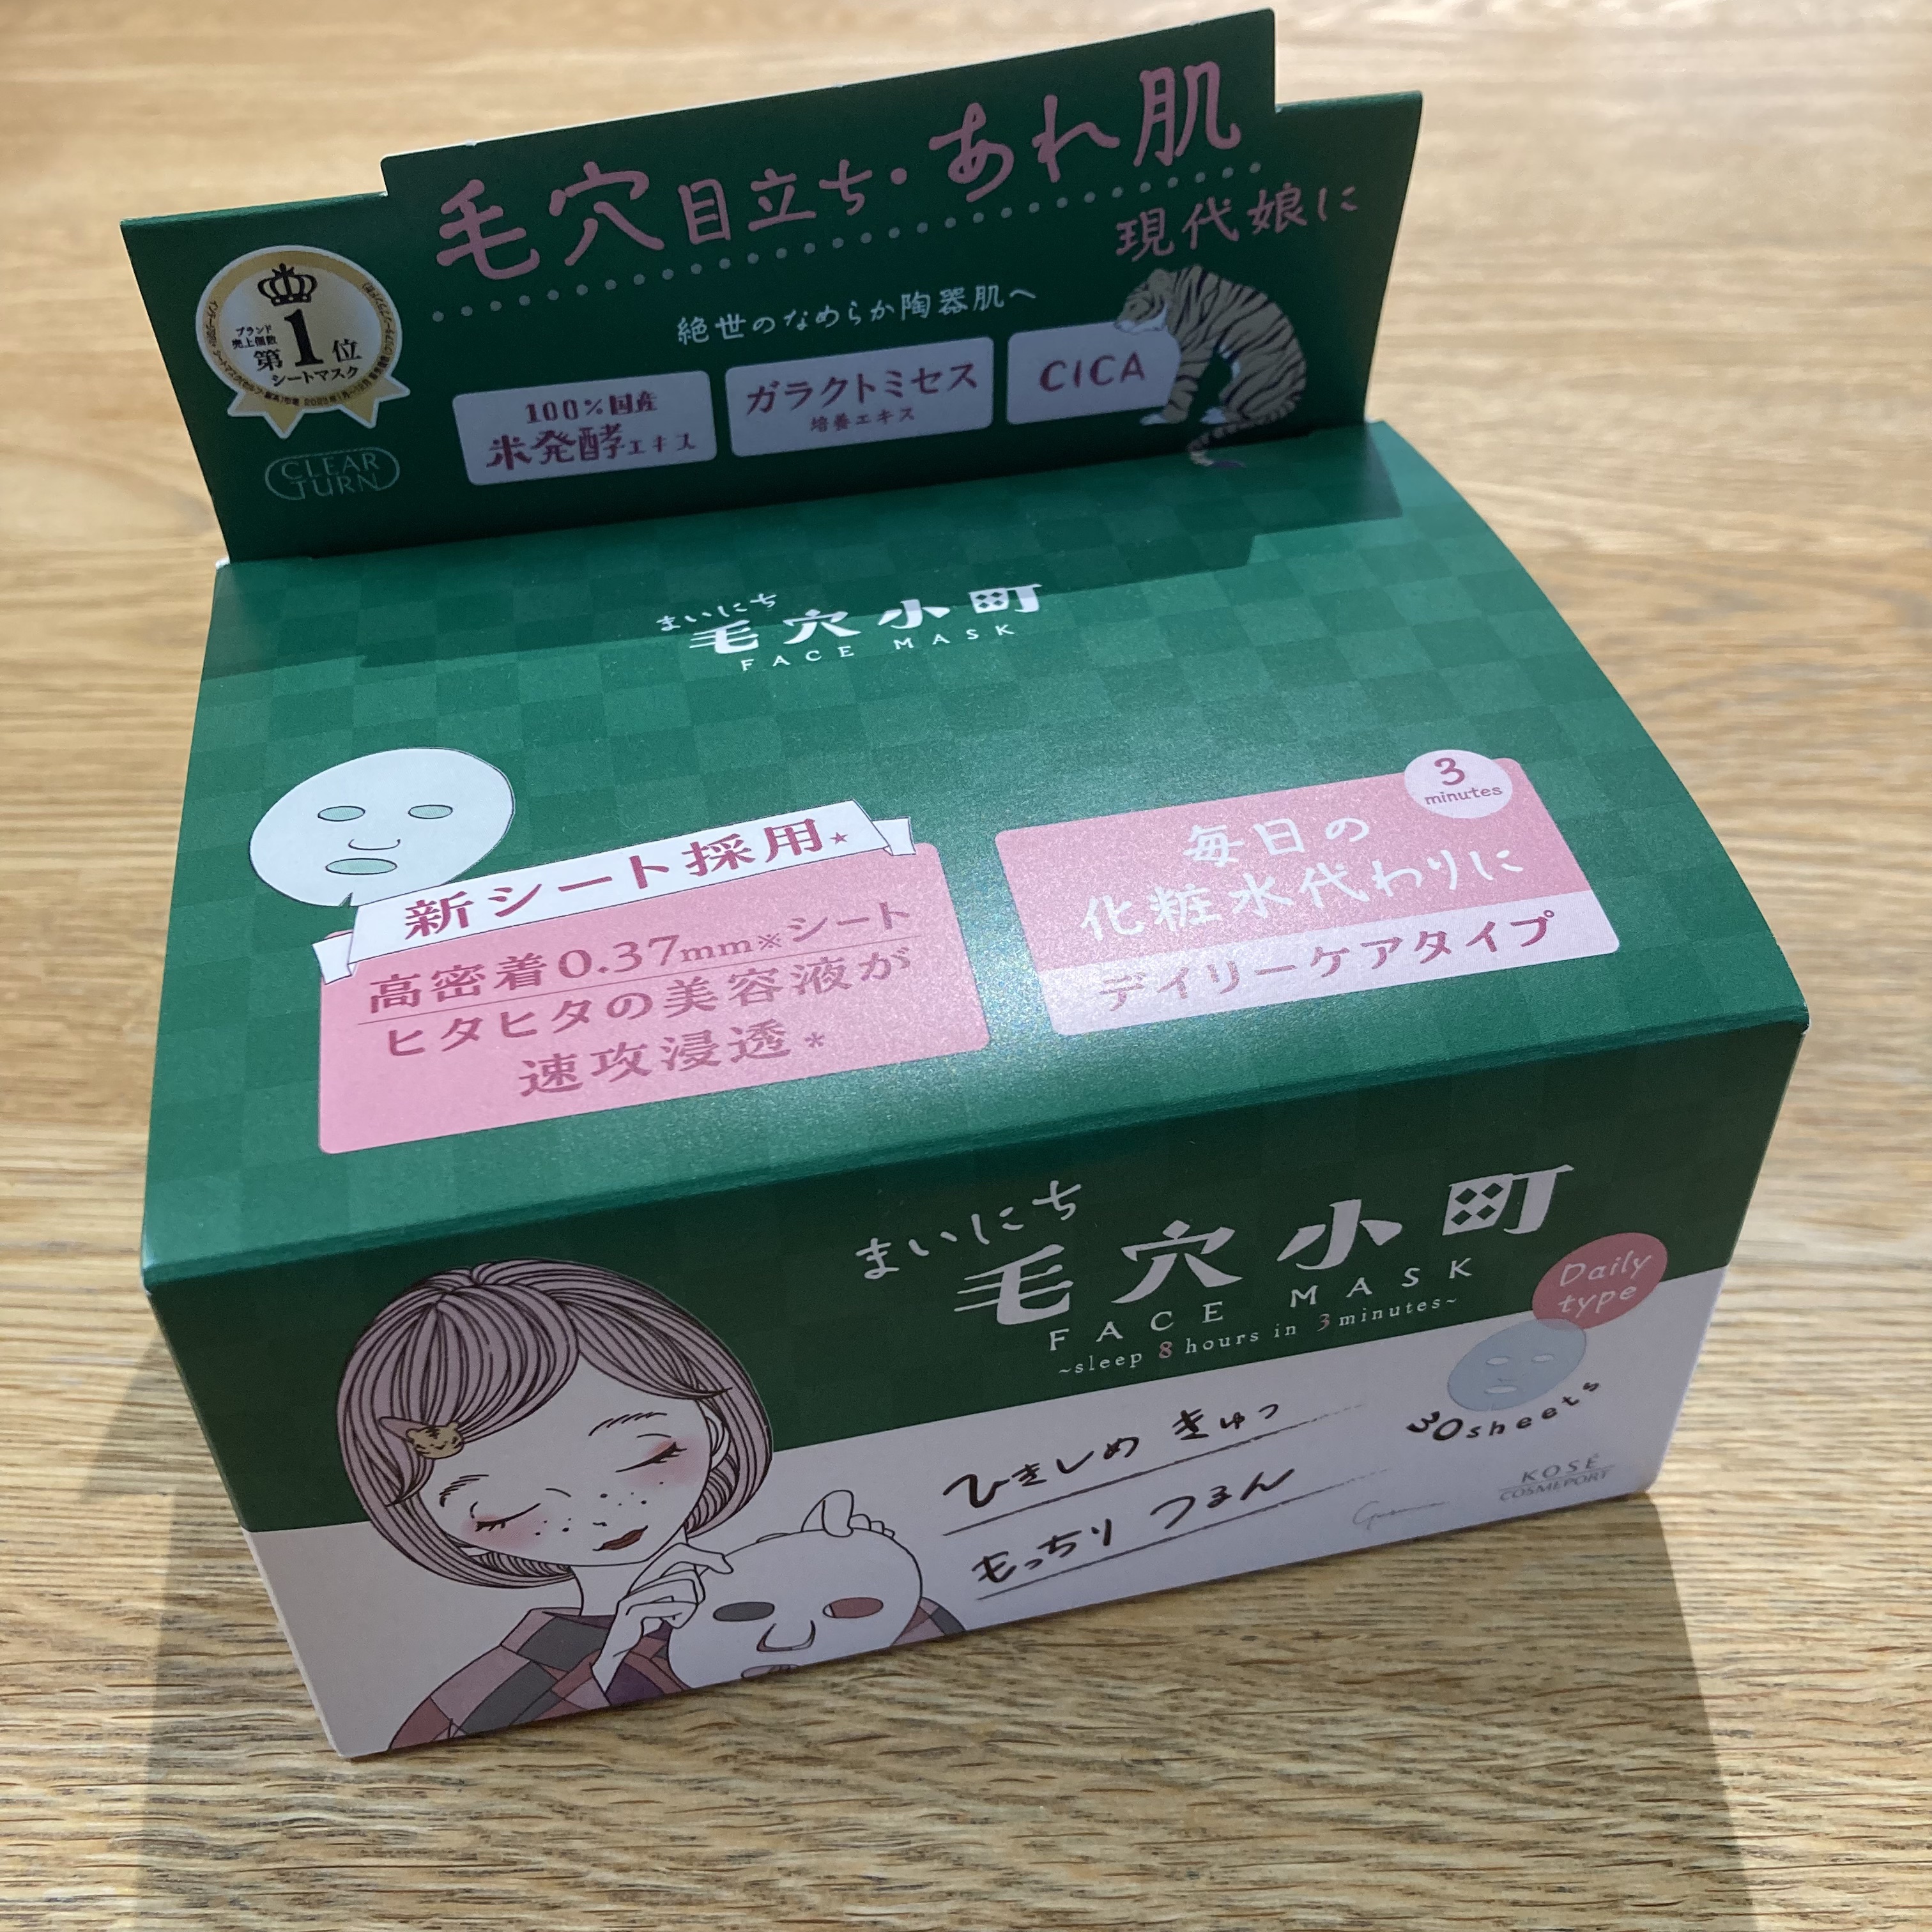 毛穴目立ち・あれ肌
現代娘に
絶世のなめらか陶器肌へ
ブランド
売上個数
第1位
シートマスク
CLEAR
TURN
100%国産
米発酵エキス
ガラクトミセス
培養エキス
CICA
まいにち
毛穴小町
FACE MASK
新シート採用★
高密着0.37mm※シート
ヒタヒタの美容液が
速攻浸透*
3
minutes
毎日の
化粧水代わりに
デイリーケアタイプ
まいにち
毛穴小町
FACE MASK
~sleep 8 hours in 3 minutes~
Daily
type
30sheets
ひきしめ きゅっ
もっちり つるん
KOSÉ
COSMEPORT